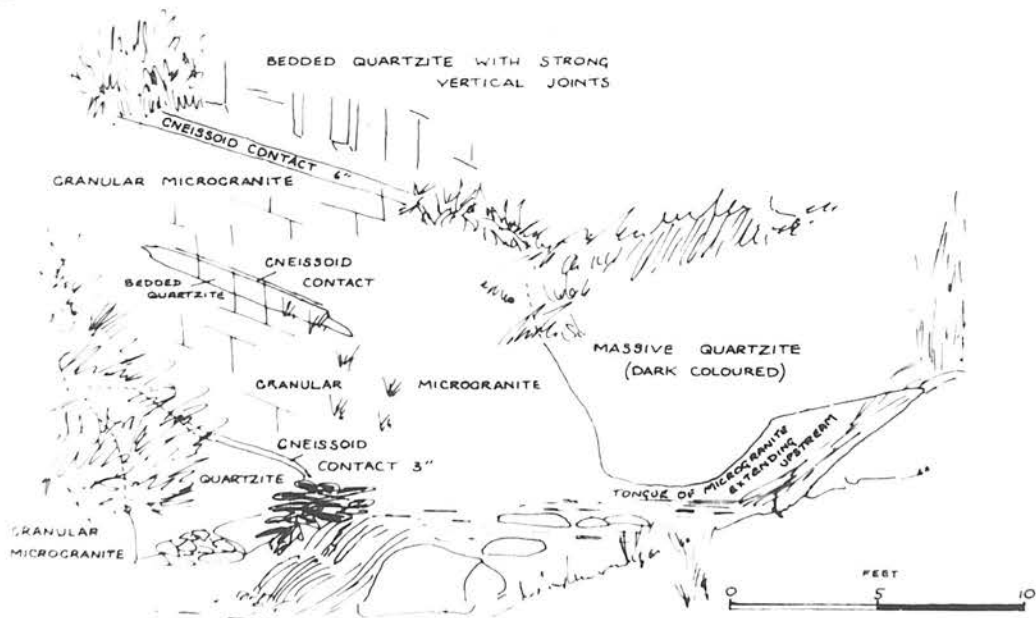 BEDDED QUARTZITE WITH STRONG
VERTICAL JOINTS
GNEISSOID CONTACT 6"
GRANULAR MICROGRANITE
GNEISSOID
CONTACT
BEDDED
QUARTZITE
MASSIVE QUARTZITE
(DARK COLOURED)
GRANULAR MICROGRANITE
GNEISSOID
CONTACT 3"
QUARTZITE
TONGUE OF MICROGRANITE
EXTENDING
UPSTREAM
GRANULAR
MICROGRANITE
FEET
0 5 10